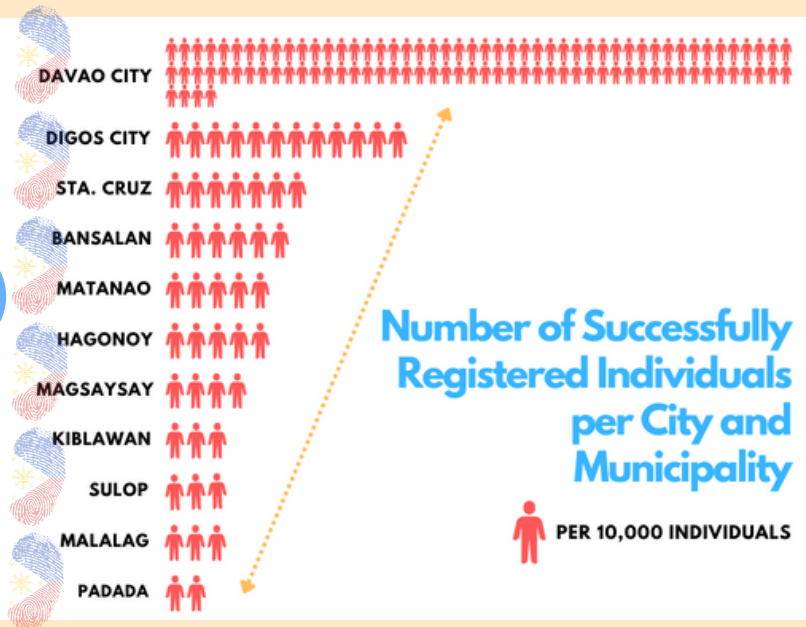 DAVAO CITY
DIGOS CITY
STA. CRUZ
BANSALAN
MATANAO
HAGONOY
MAGSAYSAY
KIBLAWAN
SULOP
MALALAG
PADADA
Number of Successfully
Registered Individuals
per City and
Municipality
PER 10,000 INDIVIDUALS